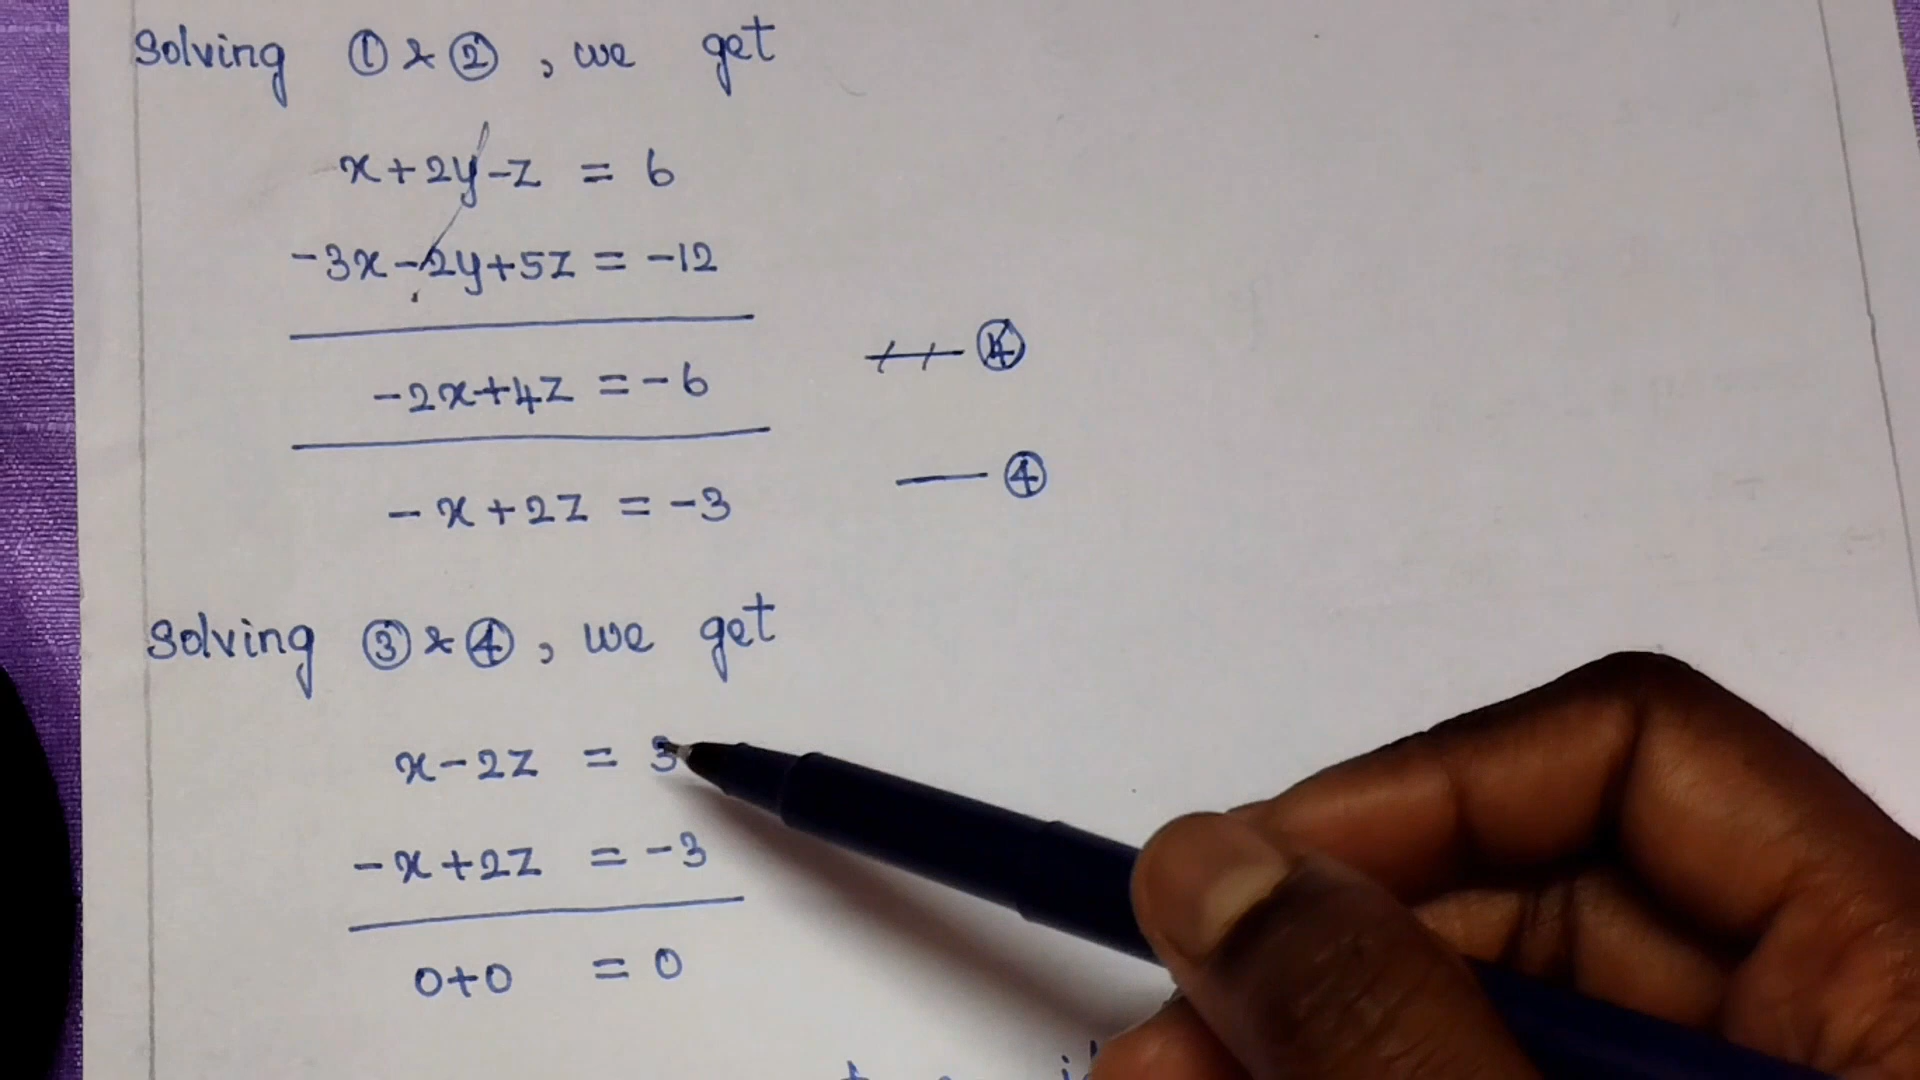 Solving ① & ②, we get
x+2y-z = 6
-3x-2y+5z = -12
-2x+4z = -6
— ④
-x+2z = -3 — ④
Solving ③ & ④, we get
x-2z = 3
-x+2z = -3
0+0 = 0